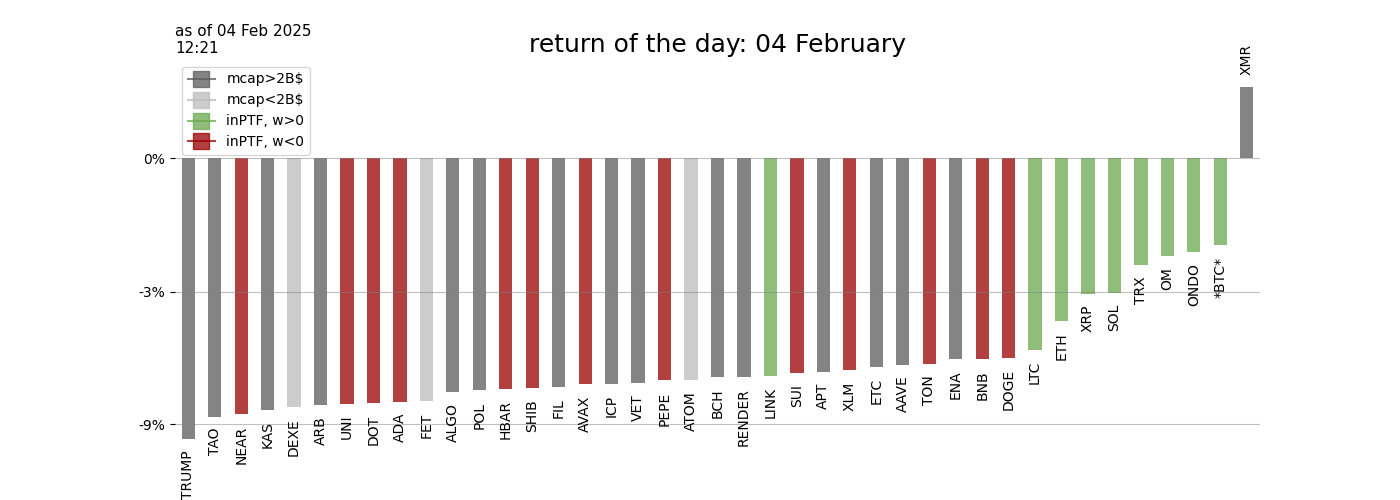 as of 04 Feb 2025
12:21
return of the day: 04 February
mcap>2B$
mcap<2B$
inPTF, w>0
inPTF, w<0
0%
-3%
-9%
TRUMP
TAO
NEAR
KAS
DEXE
ARB
UNI
DOT
ADA
FET
ALGO
POL
HBAR
SHIB
FIL
AVAX
ICP
VET
PEPE
ATOM
BCH
RENDER
LINK
SUI
APT
XLM
ETC
AAVE
TON
ENA
BNB
DOGE
LTC
ETH
XRP
SOL
TRX
OM
ONDO
*BTC*
XMR